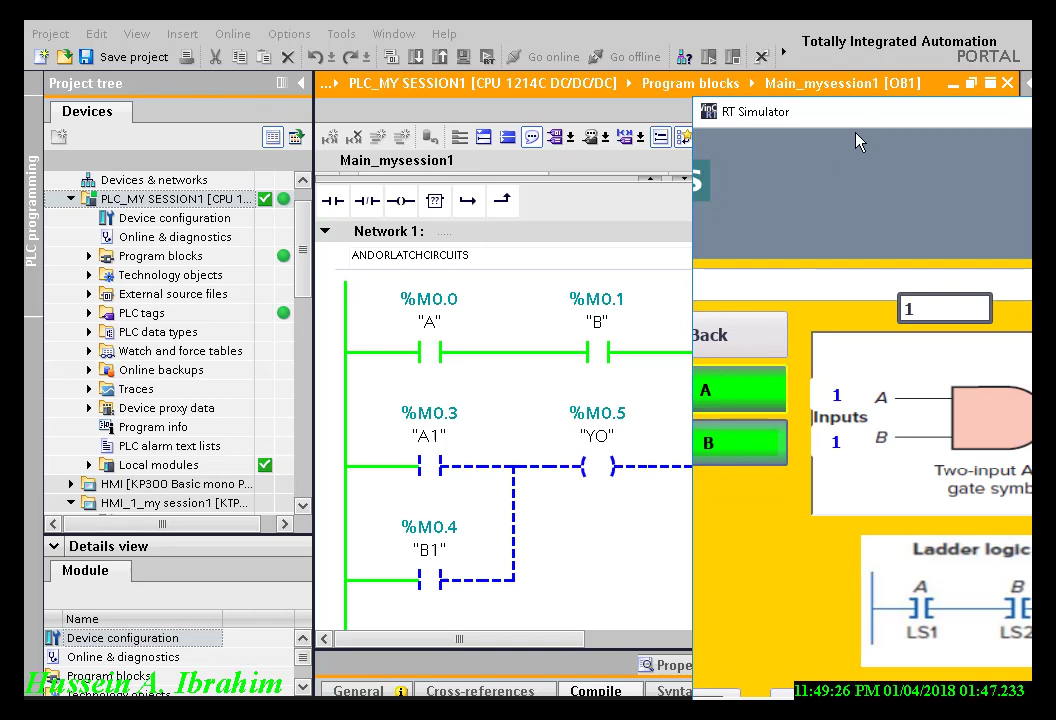 Project Edit View Insert Online Options Tools Window Help
Totally Integrated Automation
PORTAL
Save project
Go online
Go offline
Project tree
... PLC_MY SESSION1 [CPU 1214C DC/DC/DC] Program blocks Main_mysession1 [OB1]
Devices
RT Simulator
PLC programming
Main_mysession1
Devices & networks
PLC_MY SESSION1 [CPU 1...
Device configuration
Online & diagnostics
Program blocks
Technology objects
External source files
PLC tags
PLC data types
Watch and force tables
Online backups
Traces
Device proxy data
Program info
PLC alarm text lists
Local modules
HMI [KP300 Basic mono P...
HMI_1_my session1 [KTP...
Details view
Module
Name
Device configuration
Online & diagnostics
Program blocks
Technology objects
??
Network 1: .....
ANDORLATCHCIRCUITS
%M0.0
"A"
%M0.1
"B"
%M0.3
"A1"
%M0.5
"YO"
%M0.4
"B1"
Prope
General Cross-references Compile Synta
S
1
Back
A
B
1 A
Inputs
1 B
Two-input A
gate symb
Ladder logic
A B
LS1 LS2
Hussein A. Ibrahim
11:49:26 PM 01/04/2018 01:47.233